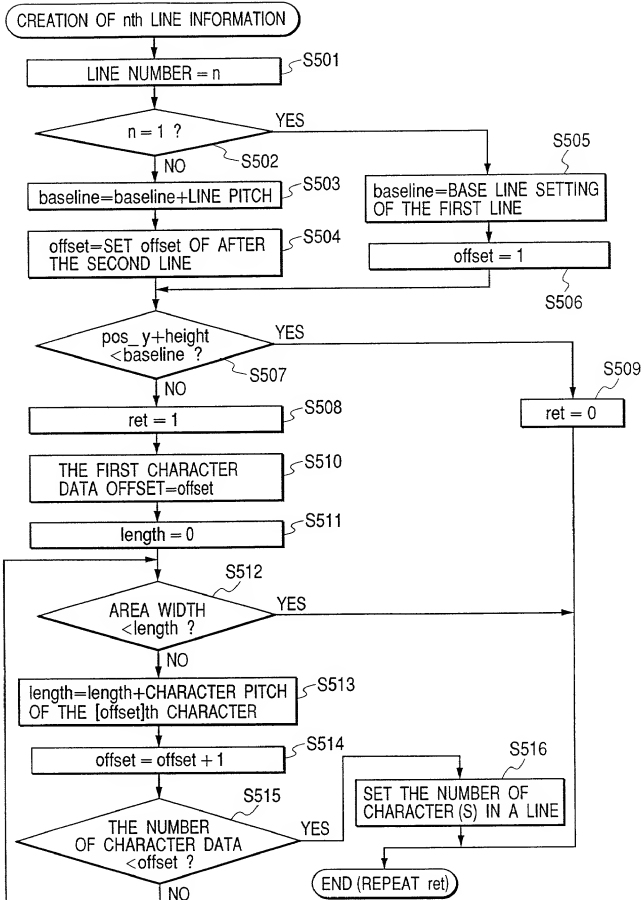 CREATION OF nth LINE INFORMATION
LINE NUMBER = n
S501
n = 1 ?
YES
S502
NO
S505
baseline=baseline+LINE PITCH
S503
baseline=BASE LINE SETTING
OF THE FIRST LINE
offset=SET offset OF AFTER
THE SECOND LINE
S504
offset = 1
S506
pos_y+height
<baseline ?
YES
S507
NO
S509
ret = 1
S508
ret = 0
THE FIRST CHARACTER
DATA OFFSET=offset
S510
length = 0
S511
S512
AREA WIDTH
<length ?
YES
NO
length=length+CHARACTER PITCH
OF THE [offset]th CHARACTER
S513
offset = offset + 1
S514
S516
SET THE NUMBER OF
CHARACTER (S) IN A LINE
S515
THE NUMBER
OF CHARACTER DATA
<offset ?
YES
NO
END (REPEAT ret)